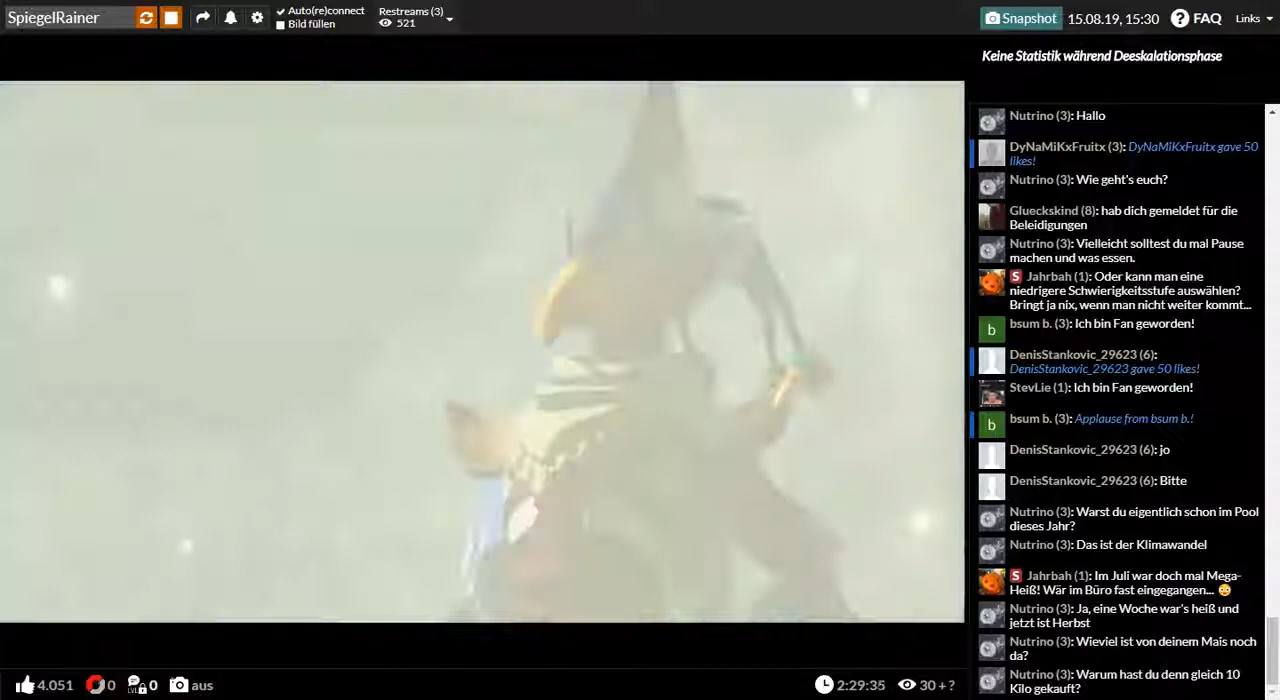 SpiegelRainer
Auto(re)connect
Bild füllen
Restreams (3)
521
Snapshot
15.08.19, 15:30
? FAQ
Links
Keine Statistik während Deeskalationsphase
Nutrino (3): Hallo
DyNaMiKxFruitx (3): DyNaMiKxFruitx gave 50
likes!
Nutrino (3): Wie geht's euch?
Glueckskind (8): hab dich gemeldet für die
Beleidigungen
Nutrino (3): Vielleicht solltest du mal Pause
machen und was essen.
S Jahrbah (1): Oder kann man eine
niedrigere Schwierigkeitsstufe auswählen?
Bringt ja nix, wenn man nicht weiter kommt...
b
bsum b. (3): Ich bin Fan geworden!
DenisStankovic_29623 (6):
DenisStankovic_29623 gave 50 likes!
StevLie (1): Ich bin Fan geworden!
b
bsum b. (3): Applause from bsum b.!
DenisStankovic_29623 (6): jo
DenisStankovic_29623 (6): Bitte
Nutrino (3): Warst du eigentlich schon im Pool
dieses Jahr?
Nutrino (3): Das ist der Klimawandel
S Jahrbah (1): Im Juli war doch mal Mega-
Heiß! Wär im Büro fast eingegangen... 😳
Nutrino (3): Ja, eine Woche war's heiß und
jetzt ist Herbst
Nutrino (3): Wieviel ist von deinem Mais noch
da?
Nutrino (3): Warum hast du denn gleich 10
Kilo gekauft?
4.051
0
LVL 0
aus
2:29:35
30 + ?